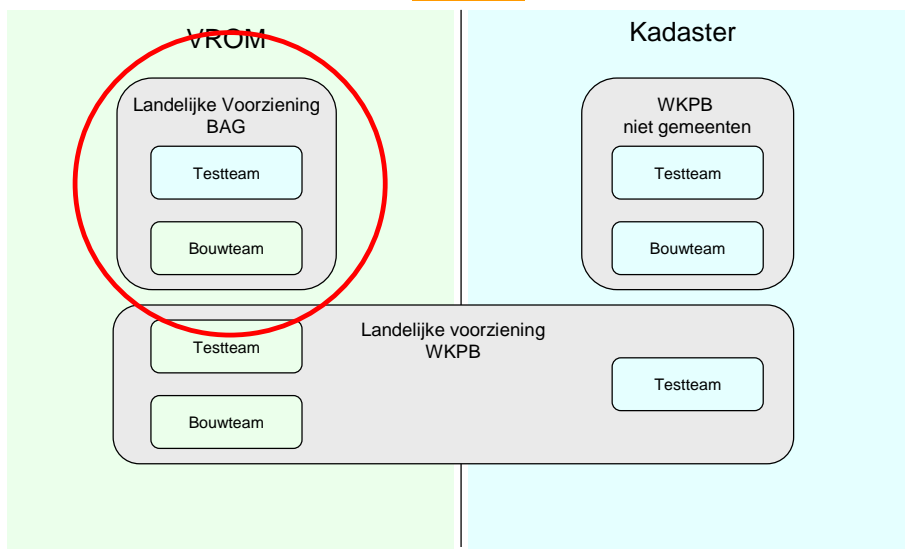 VROM
Kadaster
Landelijke Voorziening
BAG
Testteam
Bouwteam
WKPB
niet gemeenten
Testteam
Bouwteam
Landelijke voorziening
WKPB
Testteam
Bouwteam
Testteam